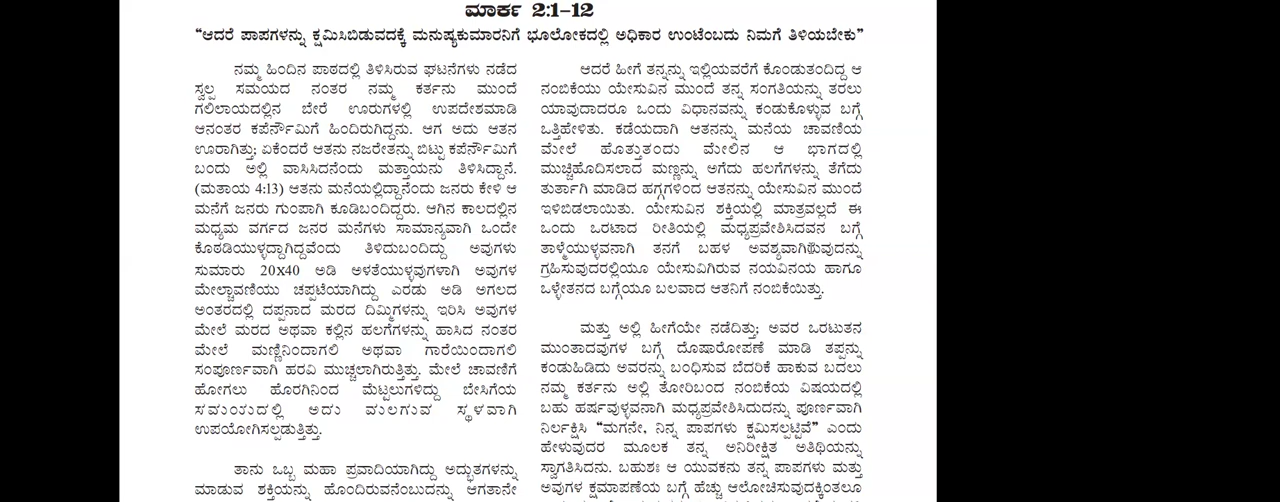 ಮಾರ್ಕ 2:1-12
“ಆದರೆ ಪಾಪಗಳನ್ನು ಕ್ಷಮಿಸಿಬಿಡುವದಕ್ಕೆ ಮನುಷ್ಯಕುಮಾರನಿಗೆ ಭೂಲೋಕದಲ್ಲಿ ಅಧಿಕಾರ ಉಂಟೆಂಬದು ನಿಮಗೆ ತಿಳಿಯಬೇಕು”
ನಮ್ಮ ಹಿಂದಿನ ಪಾಠದಲ್ಲಿ ತಿಳಿಸಿರುವ ಘಟನೆಗಳು ನಡೆದ
ಸ್ವಲ್ಪ ಸಮಯದ ನಂತರ ನಮ್ಮ ಕರ್ತನು ಮುಂದೆ
ಗಲಿಲಾಯದಲ್ಲಿನ ಬೇರೆ ಊರುಗಳಲ್ಲಿ ಉಪದೇಶಮಾಡಿ
ಆನಂತರ ಕಪೆರ್ನೌಮಿಗೆ ಹಿಂದಿರುಗಿದ್ದನು. ಆಗ ಅದು ಆತನ
ಊರಾಗಿತ್ತು; ಏಕೆಂದರೆ ಆತನು ನಜರೇತನ್ನು ಬಿಟ್ಟು ಕಪೆರ್ನೌಮಿಗೆ
ಬಂದು ಅಲ್ಲಿ ವಾಸಿಸಿದನೆಂದು ಮತ್ತಾಯನು ತಿಳಿಸಿದ್ದಾನೆ.
(ಮತಾಯ 4:13) ಆತನು ಮನೆಯಲ್ಲಿದ್ದಾನೆಂದು ಜನರು ಕೇಳಿ ಆ
ಮನೆಗೆ ಜನರು ಗುಂಪಾಗಿ ಕೂಡಿಬಂದಿದ್ದರು. ಆಗಿನ ಕಾಲದಲ್ಲಿನ
ಮಧ್ಯಮ ವರ್ಗದ ಜನರ ಮನೆಗಳು ಸಾಮಾನ್ಯವಾಗಿ ಒಂದೇ
ಕೊಠಡಿಯುಳ್ಳದ್ದಾಗಿದ್ದವೆಂದು ತಿಳಿದುಬಂದಿದ್ದು ಅವುಗಳು
ಸುಮಾರು 20x40 ಅಡಿ ಅಳತೆಯುಳ್ಳವುಗಳಾಗಿ ಅವುಗಳ
ಮೇಲ್ಛಾವಣಿಯು ಚಪ್ಪಟೆಯಾಗಿದ್ದು ಎರಡು ಅಡಿ ಅಗಲದ
ಅಂತರದಲ್ಲಿ ದಪ್ಪನಾದ ಮರದ ದಿಮ್ಮಿಗಳನ್ನು ಇರಿಸಿ ಅವುಗಳ
ಮೇಲೆ ಮರದ ಅಥವಾ ಕಲ್ಲಿನ ಹಲಗೆಗಳನ್ನು ಹಾಸಿದ ನಂತರ
ಮೇಲೆ ಮಣ್ಣಿನಿಂದಾಗಲಿ ಅಥವಾ ಗಾರೆಯಿಂದಾಗಲಿ
ಸಂಪೂರ್ಣವಾಗಿ ಹರವಿ ಮುಚ್ಚಲಾಗಿರುತ್ತಿತ್ತು. ಮೇಲೆ ಚಾವಣಿಗೆ
ಹೋಗಲು ಹೊರಗಿನಿಂದ ಮೆಟ್ಟಲುಗಳಿದ್ದು ಬೇಸಿಗೆಯ
ಸಮಯದಲ್ಲಿ ಅದು ಮಲಗುವ ಸ್ಥಳವಾಗಿ
ಉಪಯೋಗಿಸಲ್ಪಡುತ್ತಿತ್ತು.
ತಾನು ಒಬ್ಬ ಮಹಾ ಪ್ರವಾದಿಯಾಗಿದ್ದು ಅದ್ಭುತಗಳನ್ನು
ಮಾಡುವ ಶಕ್ತಿಯನ್ನು ಹೊಂದಿರುವನೆಂಬುದನ್ನು ಆಗತಾನೇ
ಆದರೆ ಹೀಗೆ ತನ್ನನ್ನು ಇಲ್ಲಿಯವರೆಗೆ ಕೊಂಡುತಂದಿದ್ದ ಆ
ನಂಬಿಕೆಯು ಯೇಸುವಿನ ಮುಂದೆ ತನ್ನ ಸಂಗತಿಯನ್ನು ತರಲು
ಯಾವುದಾದರೂ ಒಂದು ವಿಧಾನವನ್ನು ಕಂಡುಕೊಳ್ಳುವ ಬಗ್ಗೆ
ಒತ್ತಿಹೇಳಿತು. ಕಡೆಯದಾಗಿ ಆತನನ್ನು ಮನೆಯ ಚಾವಣಿಯ
ಮೇಲೆ ಹೊತ್ತುತಂದು ಮೇಲಿನ ಆ ಭಾಗದಲ್ಲಿ
ಮುಚ್ಚಿಹೊದಿಸಲಾದ ಮಣ್ಣನ್ನು ಅಗೆದು ಹಲಗೆಗಳನ್ನು ತೆಗೆದು
ತುರ್ತಾಗಿ ಮಾಡಿದ ಹಗ್ಗಗಳಿಂದ ಆತನನ್ನು ಯೇಸುವಿನ ಮುಂದೆ
ಇಳಿಬಿಡಲಾಯಿತು. ಯೇಸುವಿನ ಶಕ್ತಿಯಲ್ಲಿ ಮಾತ್ರವಲ್ಲದೆ ಈ
ಒಂದು ಒರಟಾದ ರೀತಿಯಲ್ಲಿ ಮಧ್ಯಪ್ರವೇಶಿಸಿದವನ ಬಗ್ಗೆ
ತಾಳ್ಮೆಯುಳ್ಳವನಾಗಿ ತನಗೆ ಬಹಳ
ಗ್ರಹಿಸುವುದರಲ್ಲಿಯೂ ಯೇಸುವಿಗಿರುವ ನಯವಿನಯ ಹಾಗೂ
ಒಳ್ಳೇತನದ ಬಗ್ಗೆಯೂ ಬಲವಾದ ಆತನಿಗೆ ನಂಬಿಕೆಯಿತ್ತು.
ಮತ್ತು ಅಲ್ಲಿ ಹೀಗೆಯೇ ನಡೆದಿತ್ತು; ಅವರ ಒರಟುತನ
ಮುಂತಾದವುಗಳ ಬಗ್ಗೆ ದೊಷಾರೋಪಣೆ ಮಾಡಿ ತಪ್ಪನ್ನು
ಕಂಡುಹಿಡಿದು ಅವರನ್ನು ಬಂಧಿಸುವ ಬೆದರಿಕೆ ಹಾಕುವ ಬದಲು
ನಮ್ಮ ಕರ್ತನು ಅಲ್ಲಿ ತೋರಿಬಂದ ನಂಬಿಕೆಯ ವಿಷಯದಲ್ಲಿ
ಬಹು ಹರ್ಷವುಳ್ಳವನಾಗಿ ಮಧ್ಯಪ್ರವೇಶಿಸಿದುದನ್ನು ಪೂರ್ಣವಾಗಿ
ನಿರ್ಲಕ್ಷಿಸಿ “ಮಗನೇ, ನಿನ್ನ ಪಾಪಗಳು ಕ್ಷಮಿಸಲ್ಪಟ್ಟಿವೆ” ಎಂದು
ಹೇಳುವುದರ ಮೂಲಕ ತನ್ನ ಅನಿರೀಕ್ಷಿತ ಅತಿಥಿಯನ್ನು
ಸ್ವಾಗತಿಸಿದನು. ಬಹುಶಃ ಆ ಯುವಕನು ತನ್ನ ಪಾಪಗಳು ಮತ್ತು
ಅವುಗಳ ಕ್ಷಮಾಪಣೆಯ ಬಗ್ಗೆ ಹೆಚ್ಚು ಆಲೋಚಿಸುವುದಕ್ಕಿಂತಲೂ